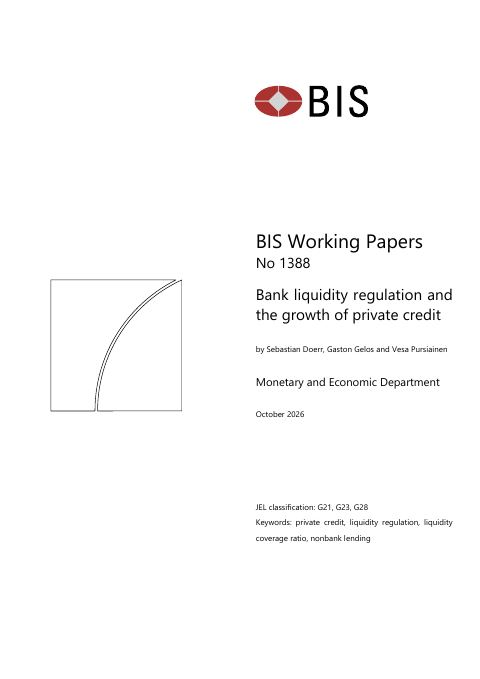 BIS
BIS Working Papers
No 1388
Bank liquidity regulation and
the growth of private credit
by Sebastian Doerr, Gaston Gelos and Vesa Pursiainen
Monetary and Economic Department
October 2026
JEL classification: G21, G23, G28
Keywords: private credit, liquidity regulation, liquidity
coverage ratio, nonbank lending